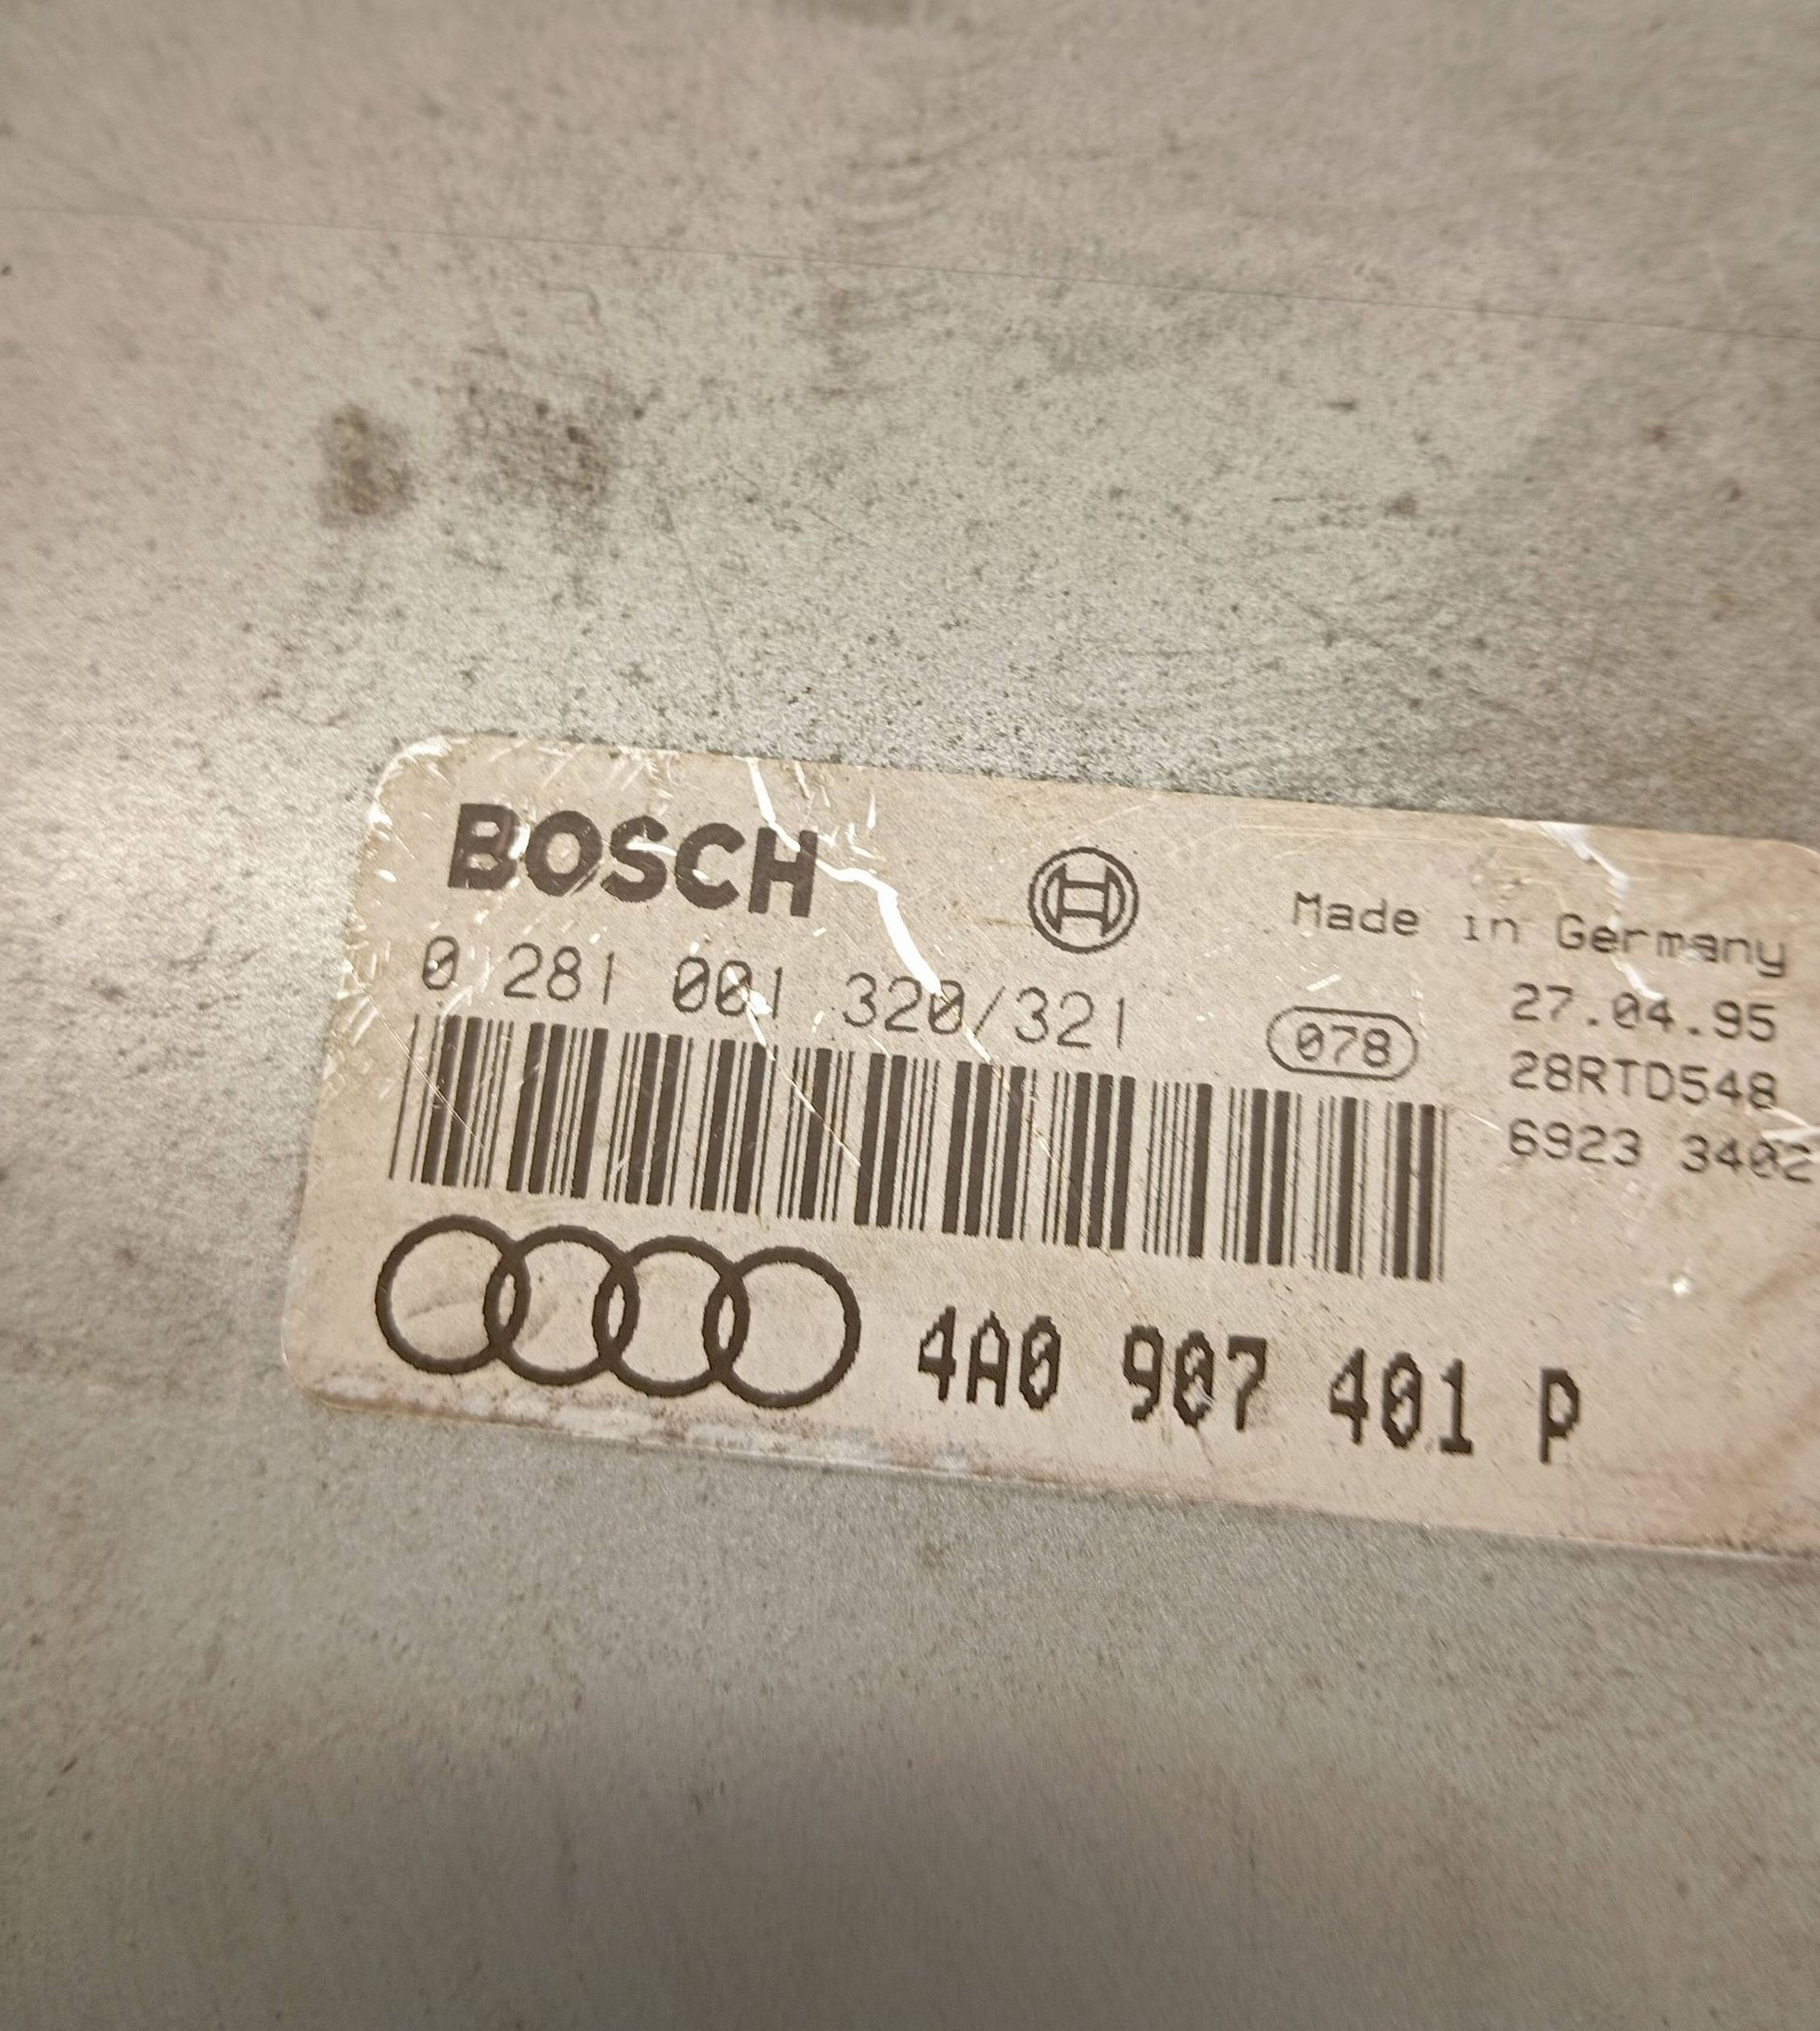 BOSCH
Made in Germany
0 281 001 320/321
078
27.04.95
28RTD548
6923 3402
4A0 907 401 P